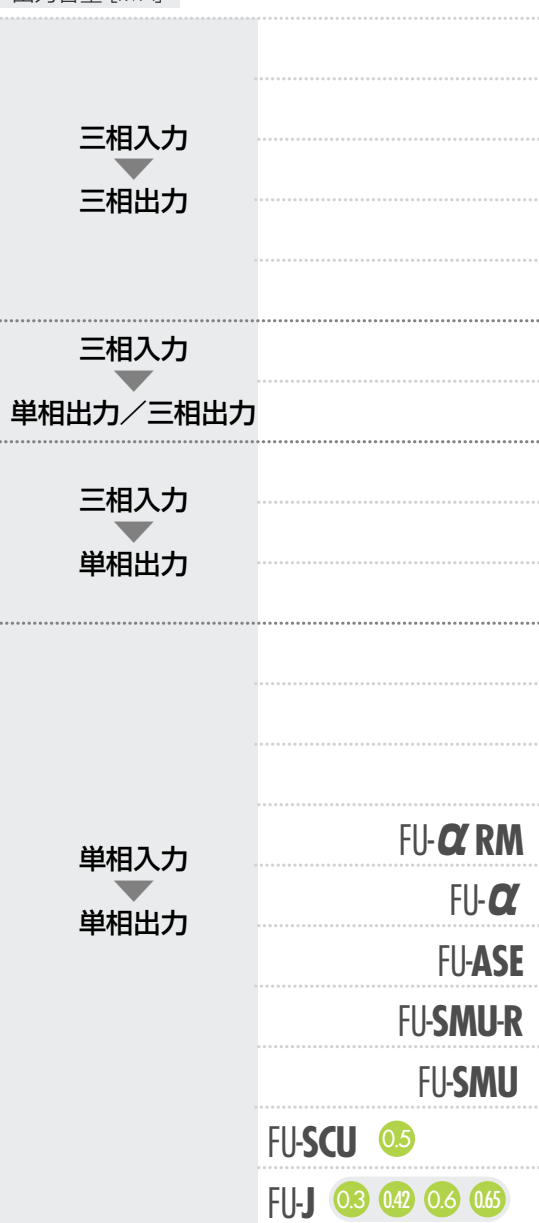 三相入力
三相出力
三相入力
単相出力／三相出力
三相入力
単相出力
単相入力
単相出力
FU-α RM
FU-α
FU-ASE
FU-SMU-R
FU-SMU
FU-SCU 0.5
FU-J 0.3 0.42 0.6 0.65